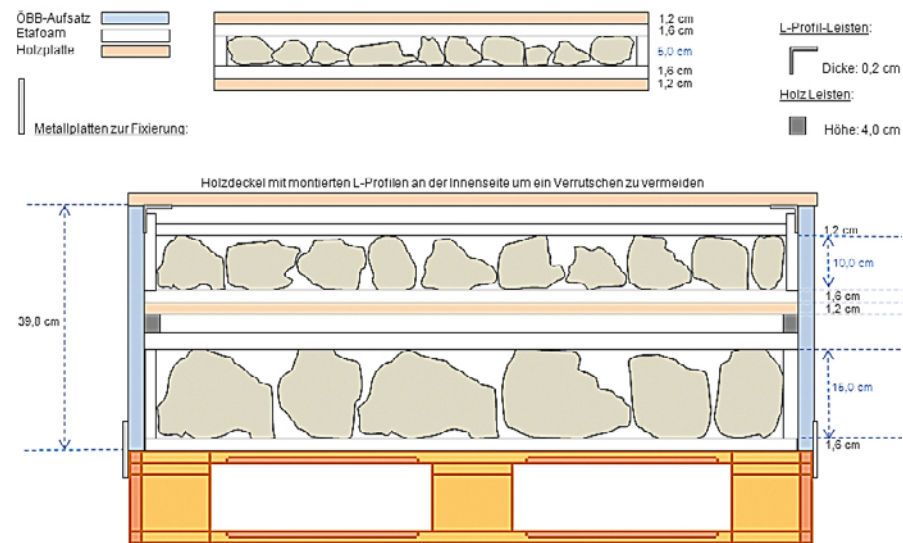 ÖBB-Aufsatz
Etafoam
Holzplatte
Metallplatten zur Fixierung:
1,2 cm
1,6 cm
5,0 cm
1,6 cm
1,2 cm
L-Profil-Leisten:
Dicke: 0,2 cm
Holz Leisten:
Höhe: 4,0 cm
Holzdeckel mit montierten L-Profilen an der Innenseite um ein Verrutschen zu vermeiden
39,8 cm
1,2 cm
10,0 cm
1,6 cm
1,2 cm
15,0 cm
1,6 cm